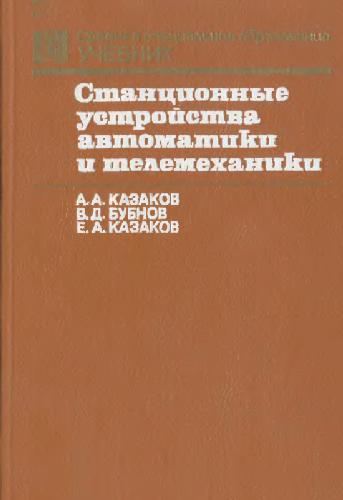 Среднее специальное образование
УЧЕБНИК
Станционные
устройства
автоматики
и телемеханики
А. А. КАЗАКОВ
В. Д. БУБНОВ
Е. А. КАЗАКОВ